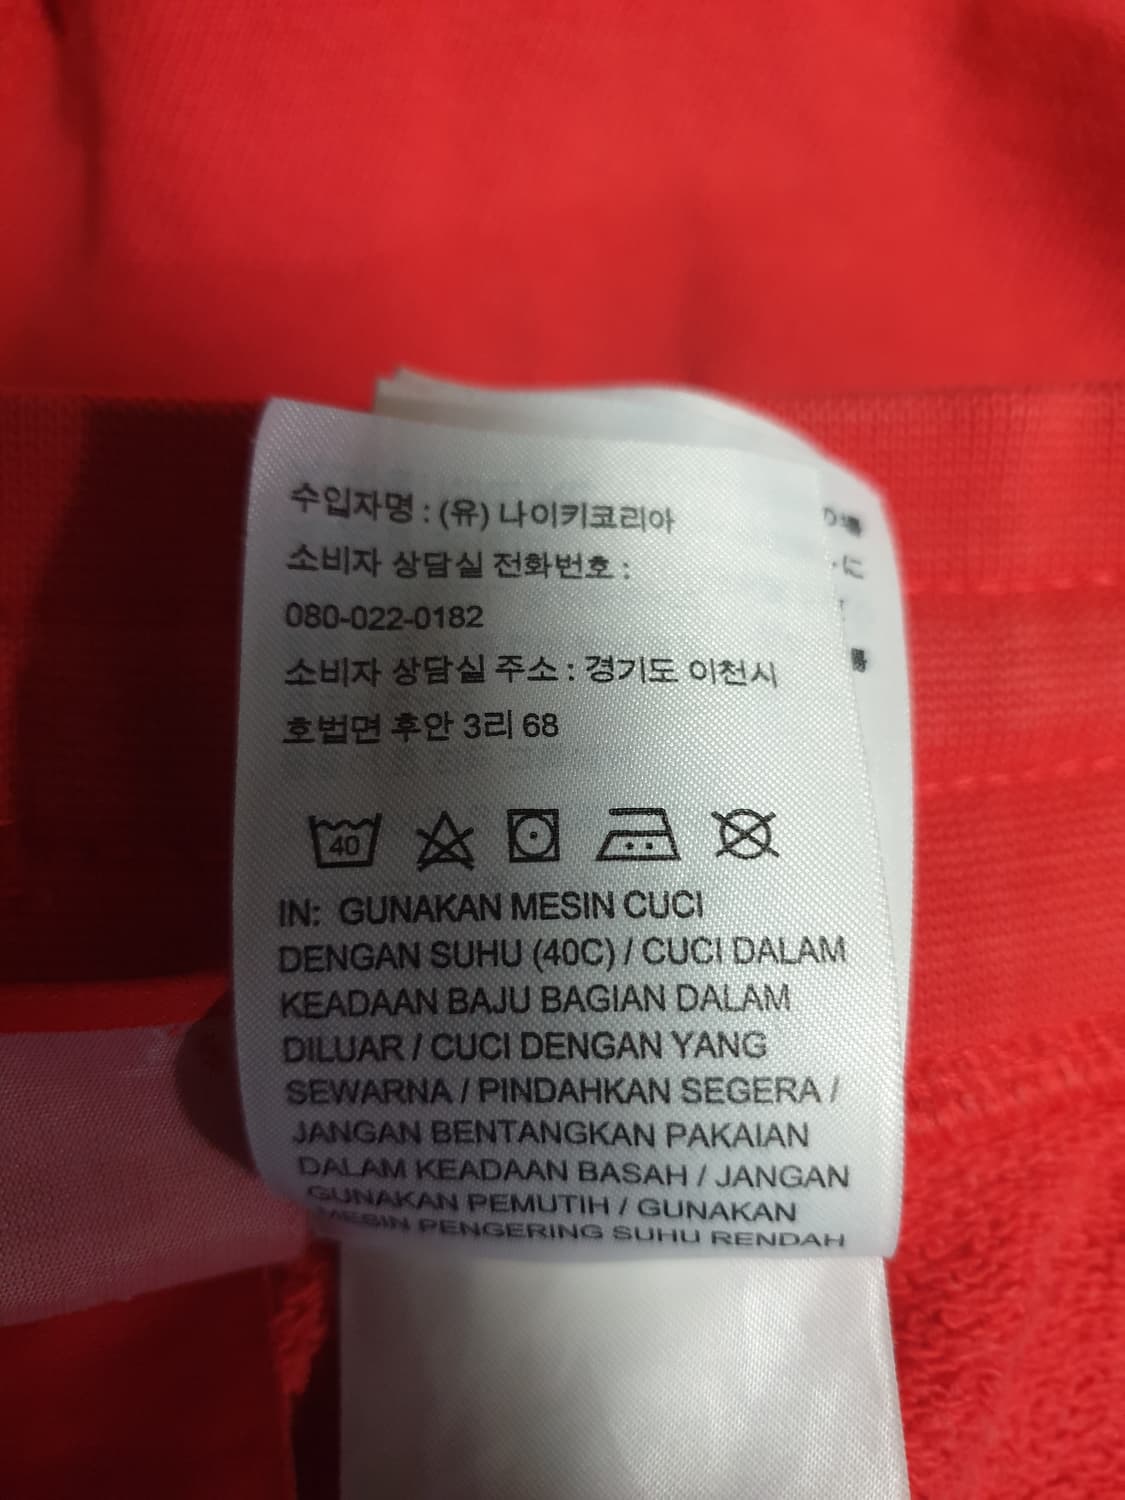 수입자명 : (유) 나이키코리아
소비자 상담실 전화번호 :
080-022-0182
소비자 상담실 주소 : 경기도 이천시
호법면 후안 3리 68
40
IN: GUNAKAN MESIN CUCI
DENGAN SUHU (40C) / CUCI DALAM
KEADAAN BAJU BAGIAN DALAM
DILUAR / CUCI DENGAN YANG
SEWARNA / PINDAHKAN SEGERA /
JANGAN BENTANGKAN PAKAIAN
DALAM KEADAAN BASAH / JANGAN
GUNAKAN PEMUTIH / GUNAKAN
MESIN PENGERING SUHU RENDAH
に